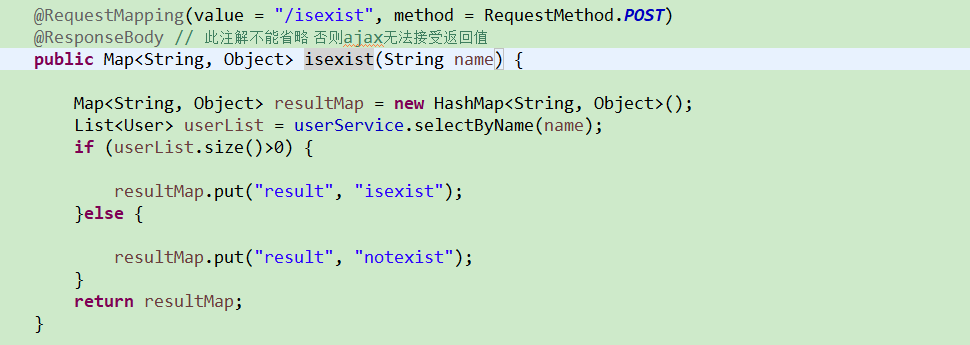 @RequestMapping(value = "/isexist", method = RequestMethod.POST)
@ResponseBody // 此注解不能省略 否则ajax无法接受返回值
public Map<String, Object> isexist(String name) {
Map<String, Object> resultMap = new HashMap<String, Object>();
List<User> userList = userService.selectByName(name);
if (userList.size()>0) {
resultMap.put("result", "isexist");
}else {
resultMap.put("result", "notexist");
}
return resultMap;
}